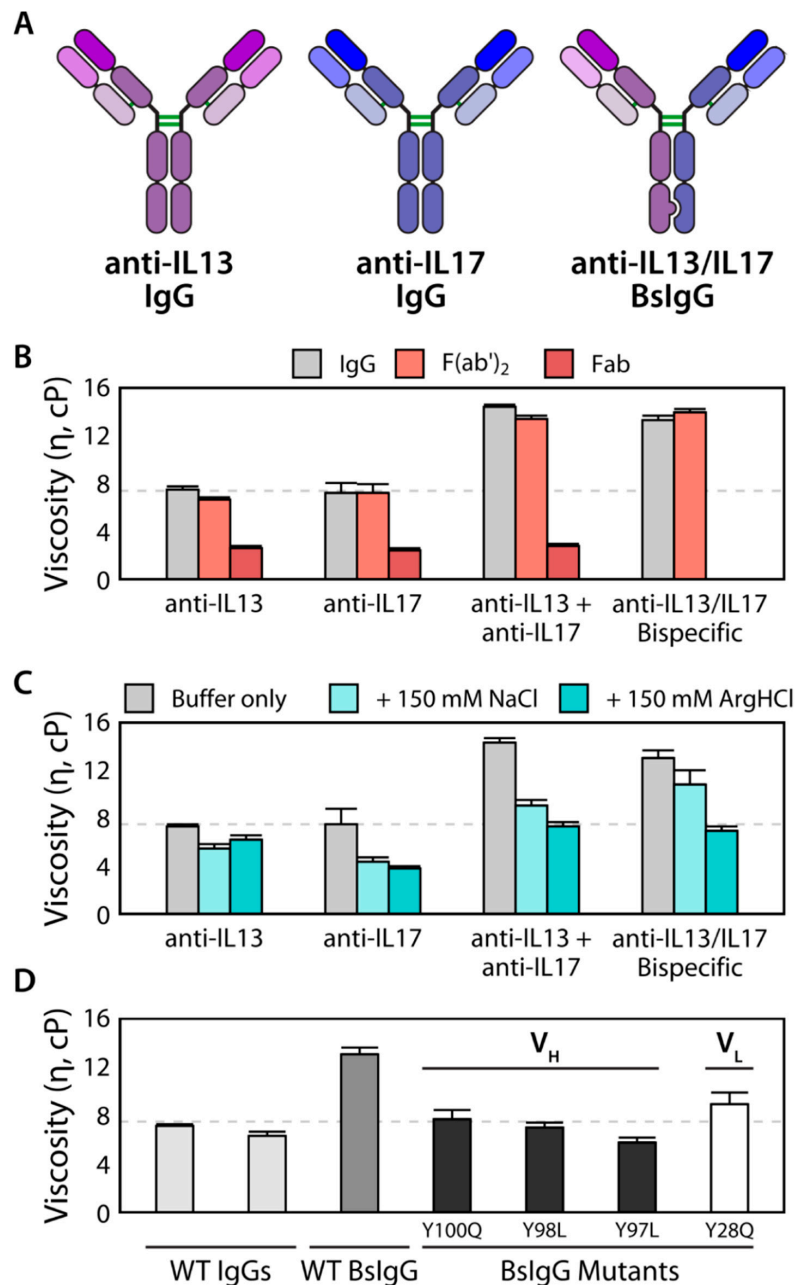 A
anti-IL13
IgG
anti-IL17
IgG
anti-IL13/IL17
BsIgG
B
IgG
F(ab')₂
Fab
Viscosity (η, cP)
16
12
8
4
0
anti-IL13
anti-IL17
anti-IL13 +
anti-IL17
anti-IL13/IL17
Bispecific
C
Buffer only
+ 150 mM NaCl
+ 150 mM ArgHCl
Viscosity (η, cP)
16
12
8
4
0
anti-IL13
anti-IL17
anti-IL13 +
anti-IL17
anti-IL13/IL17
Bispecific
D
Viscosity (η, cP)
16
12
8
4
0
V_H
V_L
Y100Q
Y98L
Y97L
Y28Q
WT IgGs
WT BsIgG
BsIgG Mutants